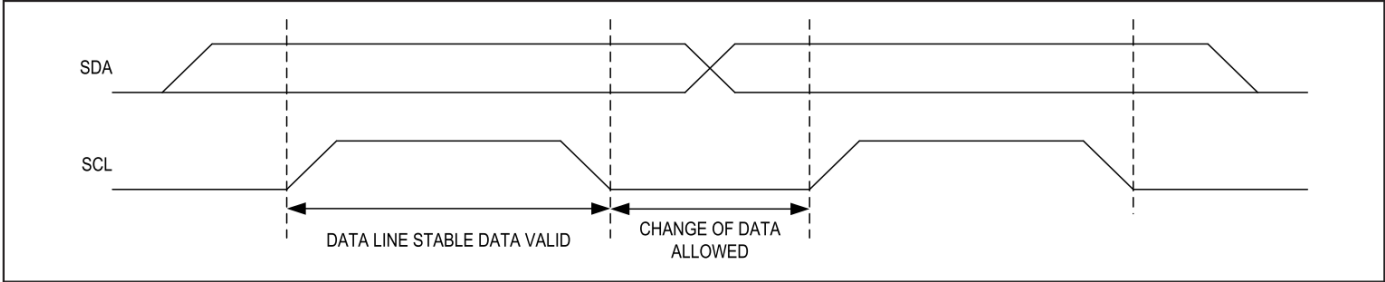 SDA
SCL
DATA LINE STABLE DATA VALID
CHANGE OF DATA
ALLOWED